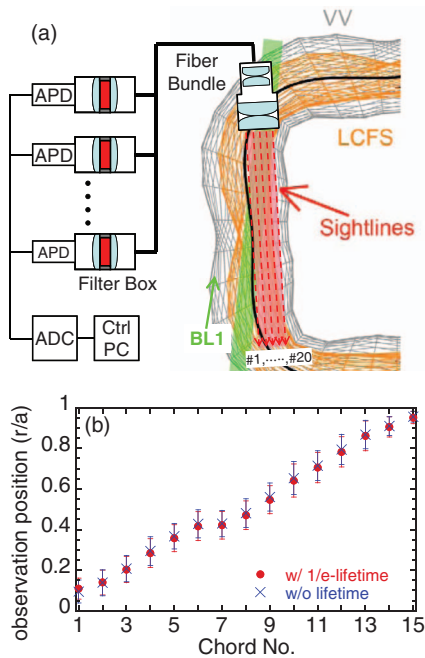 (a)
Fiber
Bundle
VV
LCFS
APD
APD
APD
Filter Box
ADC
Ctrl
PC
Sightlines
BL1
#1,·····,#20
(b)
observation position (r/a)
1
0.8
0.6
0.4
0.2
0
w/ 1/e-lifetime
w/o lifetime
1 3 5 7 9 11 13 15
Chord No.